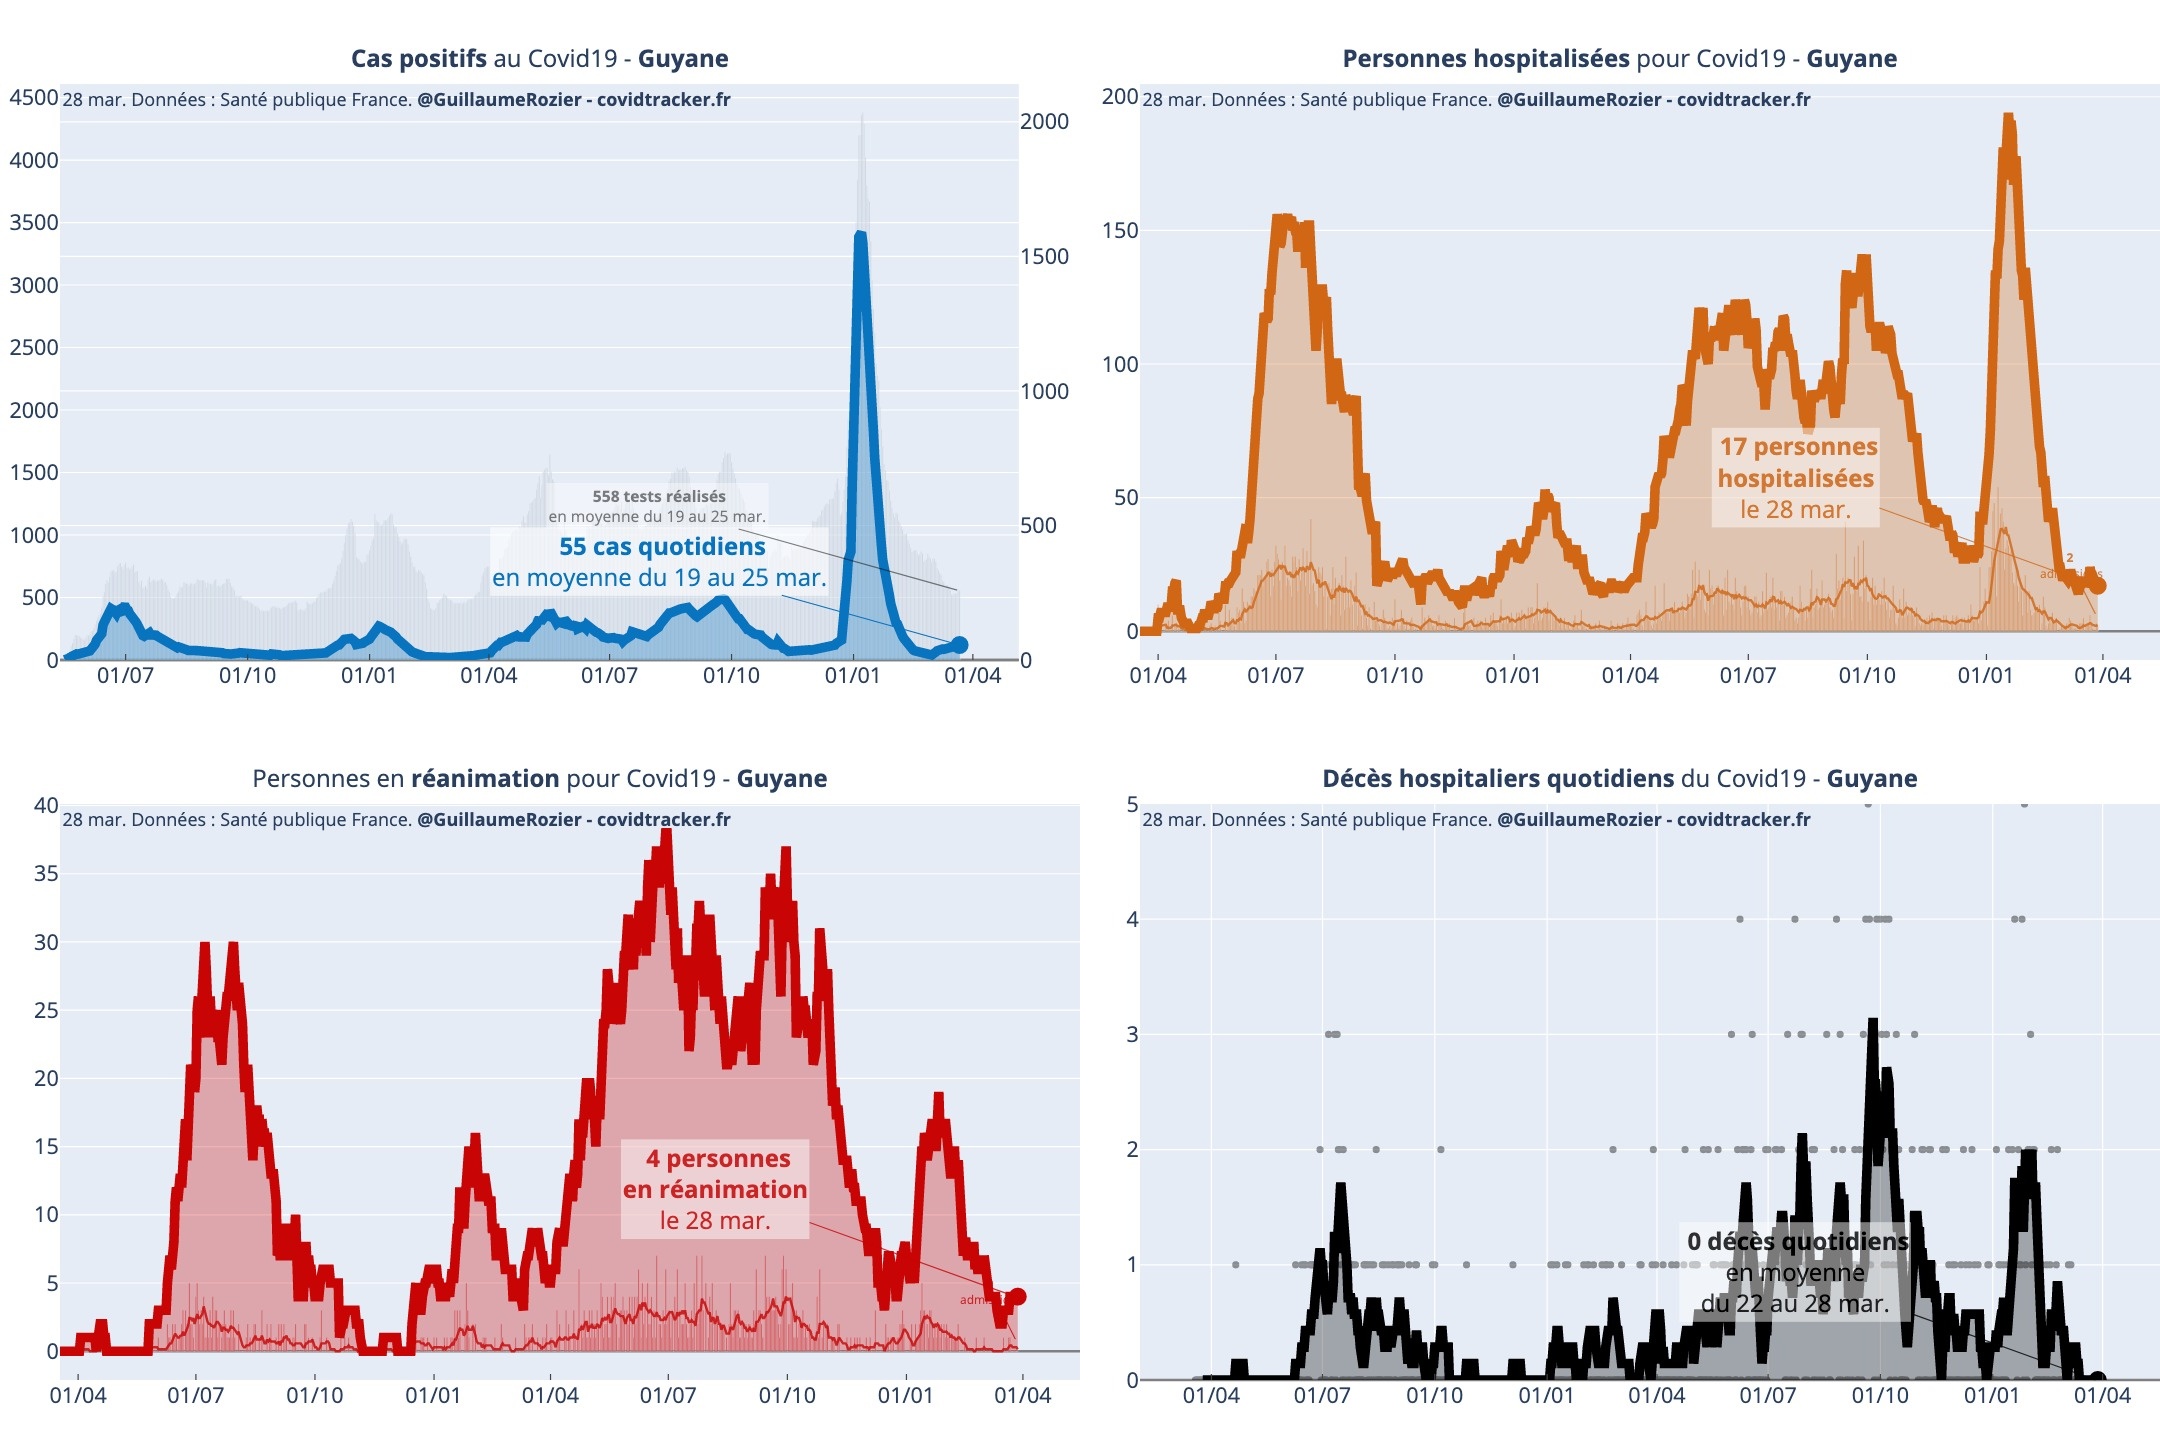 Cas positifs au Covid19 - Guyane
28 mar. Données : Santé publique France. @GuillaumeRozier - covidtracker.fr
4500
4000
3500
3000
2500
2000
1500
1000
500
0
2000
1500
1000
500
0
558 tests réalisés
en moyenne du 19 au 25 mar.
55 cas quotidiens
en moyenne du 19 au 25 mar.
01/07 01/10 01/01 01/04 01/07 01/10 01/01 01/04
Personnes hospitalisées pour Covid19 - Guyane
28 mar. Données : Santé publique France. @GuillaumeRozier - covidtracker.fr
200
150
100
50
0
17 personnes
hospitalisées
le 28 mar.
2
01/04 01/07 01/10 01/01 01/04 01/07 01/10 01/01 01/04
Personnes en réanimation pour Covid19 - Guyane
28 mar. Données : Santé publique France. @GuillaumeRozier - covidtracker.fr
40
35
30
25
20
15
10
5
0
4 personnes
en réanimation
le 28 mar.
01/04 01/07 01/10 01/01 01/04 01/07 01/10 01/01 01/04
Décès hospitaliers quotidiens du Covid19 - Guyane
28 mar. Données : Santé publique France. @GuillaumeRozier - covidtracker.fr
5
4
3
2
1
0
0 décès quotidiens
en moyenne
du 22 au 28 mar.
01/04 01/07 01/10 01/01 01/04 01/07 01/10 01/01 01/04